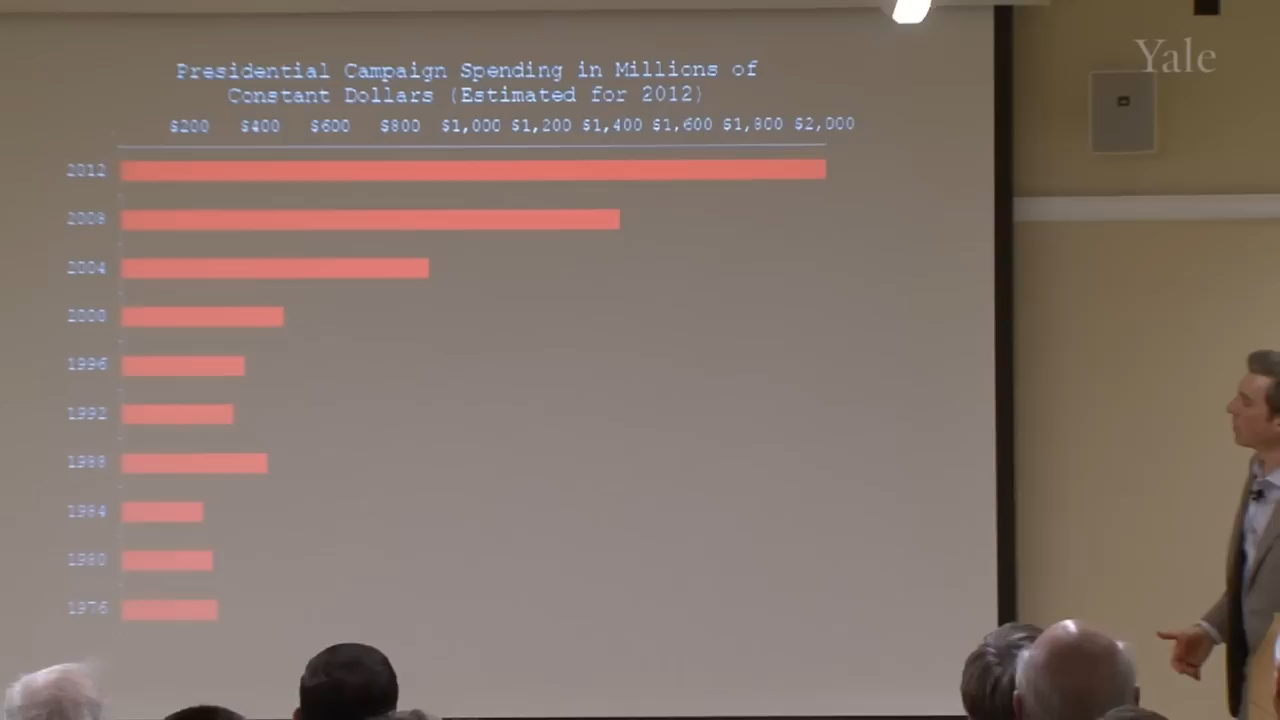 Yale
Presidential Campaign Spending in Millions of
Constant Dollars (Estimated for 2012)
$200 $400 $600 $800 $1,000 $1,200 $1,400 $1,600 $1,800 $2,000
2012
2008
2004
2000
1996
1992
1988
1984
1980
1976